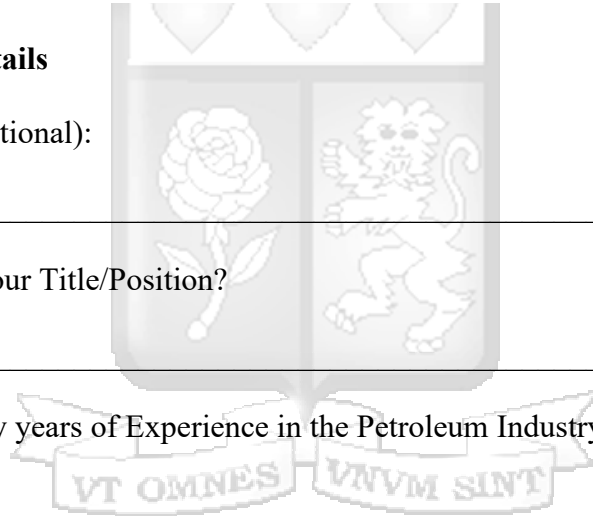 tails
tional):
our Title/Position?
y years of Experience in the Petroleum Industry
VT OMNES VNVM SINT